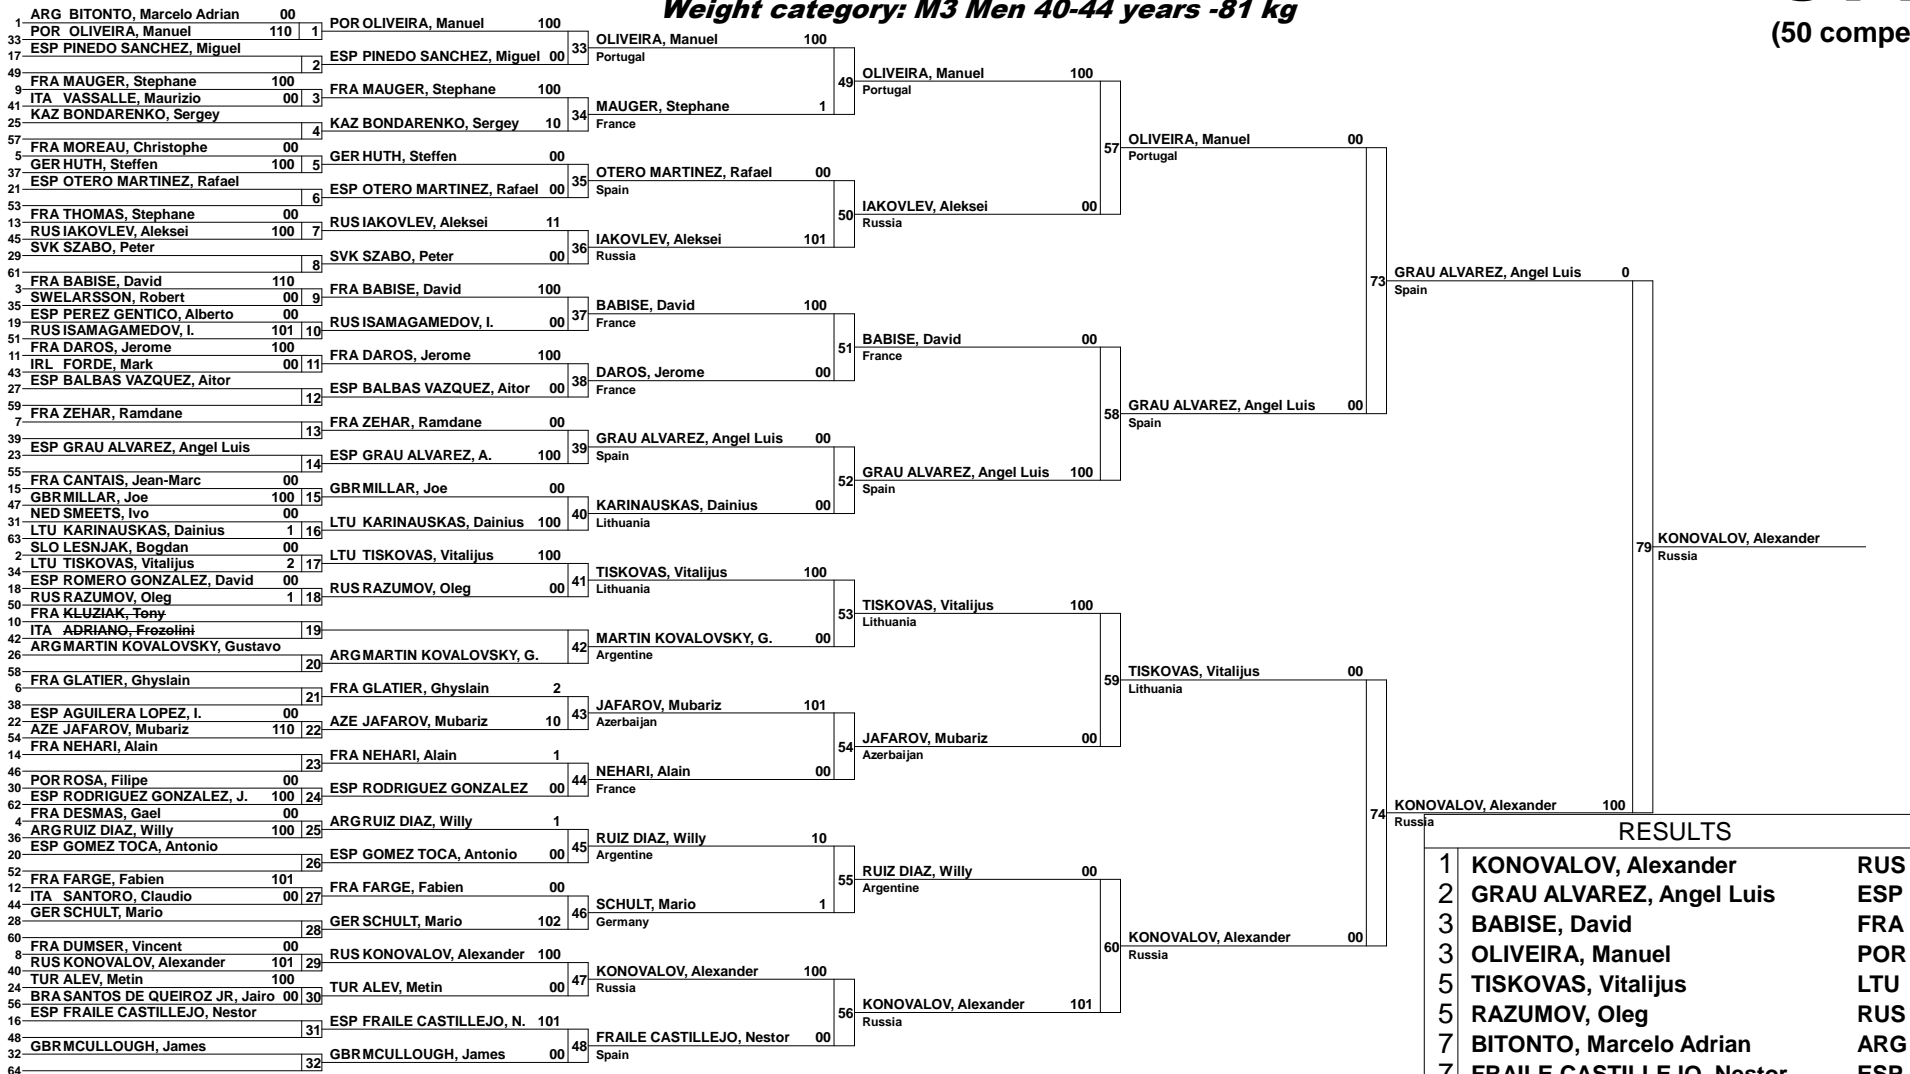 Weight category: M3 Men 40-44 years -81 kg
(50 compe
1 ARG BITONTO, Marcelo Adrian 00
33 POR OLIVEIRA, Manuel 110 1
17 ESP PINEDO SANCHEZ, Miguel
49 2
9 FRA MAUGER, Stephane 100
41 ITA VASSALLE, Maurizio 00 3
25 KAZ BONDARENKO, Sergey
57 4
5 FRA MOREAU, Christophe 00
37 GER HUTH, Steffen 100 5
21 ESP OTERO MARTINEZ, Rafael
53 6
13 FRA THOMAS, Stephane 00
45 RUS IAKOVLEV, Aleksei 100 7
29 SVK SZABO, Peter
61 8
3 FRA BABISE, David 110
35 SWE LARSSON, Robert 00 9
19 ESP PEREZ GENTICO, Alberto 00
51 RUS ISAMAGAMEDOV, I. 101 10
11 FRA DAROS, Jerome 100
43 IRL FORDE, Mark 00 11
27 ESP BALBAS VAZQUEZ, Aitor
59 12
7 FRA ZEHAR, Ramdane
39 13
23 ESP GRAU ALVAREZ, Angel Luis
55 14
15 FRA CANTAIS, Jean-Marc 00
47 GBR MILLAR, Joe 100 15
31 NED SMEETS, Ivo 00
63 LTU KARINAUSKAS, Dainius 1 16
2 SLO LESNJAK, Bogdan 00
34 LTU TISKOVAS, Vitalijus 2 17
18 ESP ROMERO GONZALEZ, David 00
50 RUS RAZUMOV, Oleg 1 18
10 FRA KLUZIAK, Tony
42 ITA ADRIANO, Frozolini 19
26 ARG MARTIN KOVALOVSKY, Gustavo
58 20
6 FRA GLATIER, Ghyslain
38 21
22 ESP AGUILERA LOPEZ, I. 00
54 AZE JAFAROV, Mubariz 110 22
14 FRA NEHARI, Alain
46 23
30 POR ROSA, Filipe 00
62 ESP RODRIGUEZ GONZALEZ, J. 100 24
4 FRA DESMAS, Gael 00
36 ARG RUIZ DIAZ, Willy 100 25
20 ESP GOMEZ TOCA, Antonio
52 26
12 FRA FARGE, Fabien 101
44 ITA SANTORO, Claudio 00 27
28 GER SCHULT, Mario
60 28
8 FRA DUMSER, Vincent 00
40 RUS KONOVALOV, Alexander 101 29
24 TUR ALEV, Metin 100
56 BRA SANTOS DE QUEIROZ JR, Jairo 00 30
16 ESP FRAILE CASTILLEJO, Nestor
48 31
32 GBR MCULLOUGH, James
64 32
POR OLIVEIRA, Manuel 100
ESP PINEDO SANCHEZ, Miguel 00 33
FRA MAUGER, Stephane 100
KAZ BONDARENKO, Sergey 10 34
GER HUTH, Steffen 00
ESP OTERO MARTINEZ, Rafael 00 35
RUS IAKOVLEV, Aleksei 11
SVK SZABO, Peter 00 36
FRA BABISE, David 100
RUS ISAMAGAMEDOV, I. 00 37
FRA DAROS, Jerome 100
ESP BALBAS VAZQUEZ, Aitor 00 38
FRA ZEHAR, Ramdane 00
ESP GRAU ALVAREZ, A. 100 39
GBR MILLAR, Joe 00
LTU KARINAUSKAS, Dainius 100 40
LTU TISKOVAS, Vitalijus 100
RUS RAZUMOV, Oleg 00 41
ARG MARTIN KOVALOVSKY, G. 42
FRA GLATIER, Ghyslain 2
AZE JAFAROV, Mubariz 10 43
FRA NEHARI, Alain 1
ESP RODRIGUEZ GONZALEZ 00 44
ARG RUIZ DIAZ, Willy 1
ESP GOMEZ TOCA, Antonio 00 45
FRA FARGE, Fabien 00
GER SCHULT, Mario 102 46
RUS KONOVALOV, Alexander 100
TUR ALEV, Metin 00 47
ESP FRAILE CASTILLEJO, N. 101
GBR MCULLOUGH, James 00 48
OLIVEIRA, Manuel 100
Portugal
49
MAUGER, Stephane 1
France
OTERO MARTINEZ, Rafael 00
Spain
50
IAKOVLEV, Aleksei 101
Russia
BABISE, David 100
France
51
DAROS, Jerome 00
France
GRAU ALVAREZ, Angel Luis 00
Spain
52
KARINAUSKAS, Dainius 00
Lithuania
TISKOVAS, Vitalijus 100
Lithuania
53
MARTIN KOVALOVSKY, G. 00
Argentine
JAFAROV, Mubariz 101
Azerbaijan
54
NEHARI, Alain 00
France
RUIZ DIAZ, Willy 10
Argentine
55
SCHULT, Mario 1
Germany
KONOVALOV, Alexander 100
Russia
56
FRAILE CASTILLEJO, Nestor 00
Spain
OLIVEIRA, Manuel 100
Portugal
57
IAKOVLEV, Aleksei 00
Russia
BABISE, David 00
France
58
GRAU ALVAREZ, Angel Luis 100
Spain
TISKOVAS, Vitalijus 100
Lithuania
59
JAFAROV, Mubariz 00
Azerbaijan
RUIZ DIAZ, Willy 00
Argentine
60
KONOVALOV, Alexander 101
Russia
OLIVEIRA, Manuel 00
Portugal
73
GRAU ALVAREZ, Angel Luis 00
Spain
TISKOVAS, Vitalijus 00
Lithuania
74
KONOVALOV, Alexander 00
Russia
GRAU ALVAREZ, Angel Luis 0
Spain
79
KONOVALOV, Alexander 100
Russia
KONOVALOV, Alexander
Russia
RESULTS
1 KONOVALOV, Alexander RUS
2 GRAU ALVAREZ, Angel Luis ESP
3 BABISE, David FRA
3 OLIVEIRA, Manuel POR
5 TISKOVAS, Vitalijus LTU
5 RAZUMOV, Oleg RUS
7 BITONTO, Marcelo Adrian ARG
7 FRAILE CASTILLEJO, Nestor ESP